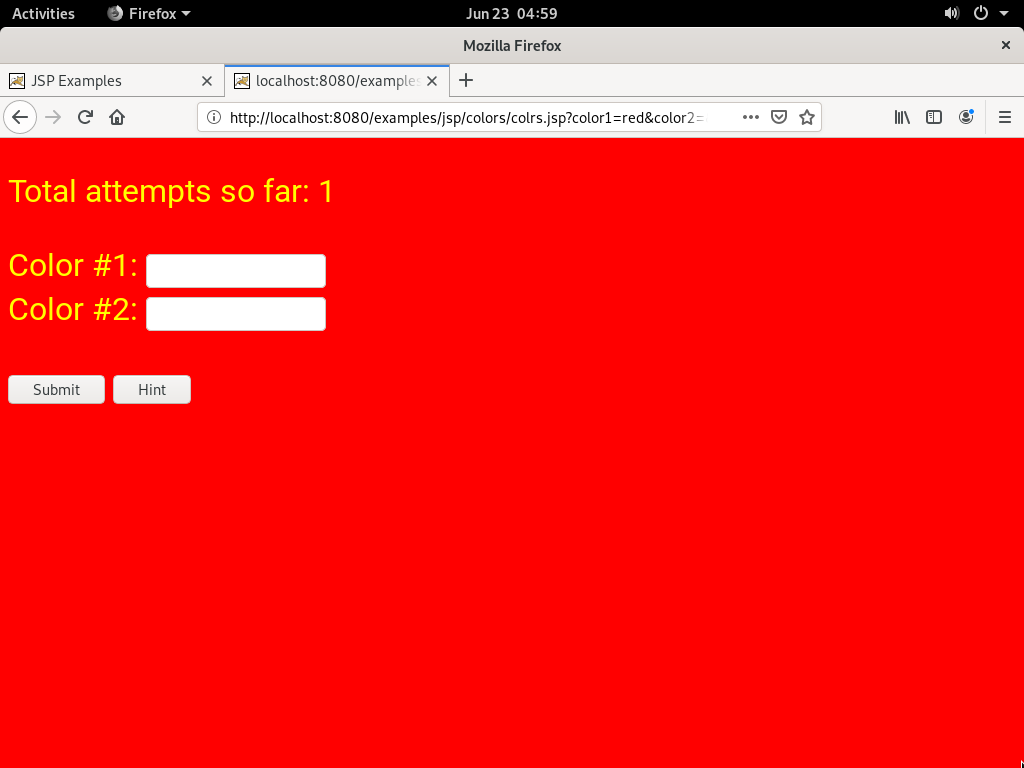 Activities Firefox Jun 23 04:59
Mozilla Firefox
JSP Examples localhost:8080/examples
http://localhost:8080/examples/jsp/colors/colrs.jsp?color1=red&color2=
Total attempts so far: 1
Color #1:
Color #2:
Submit Hint